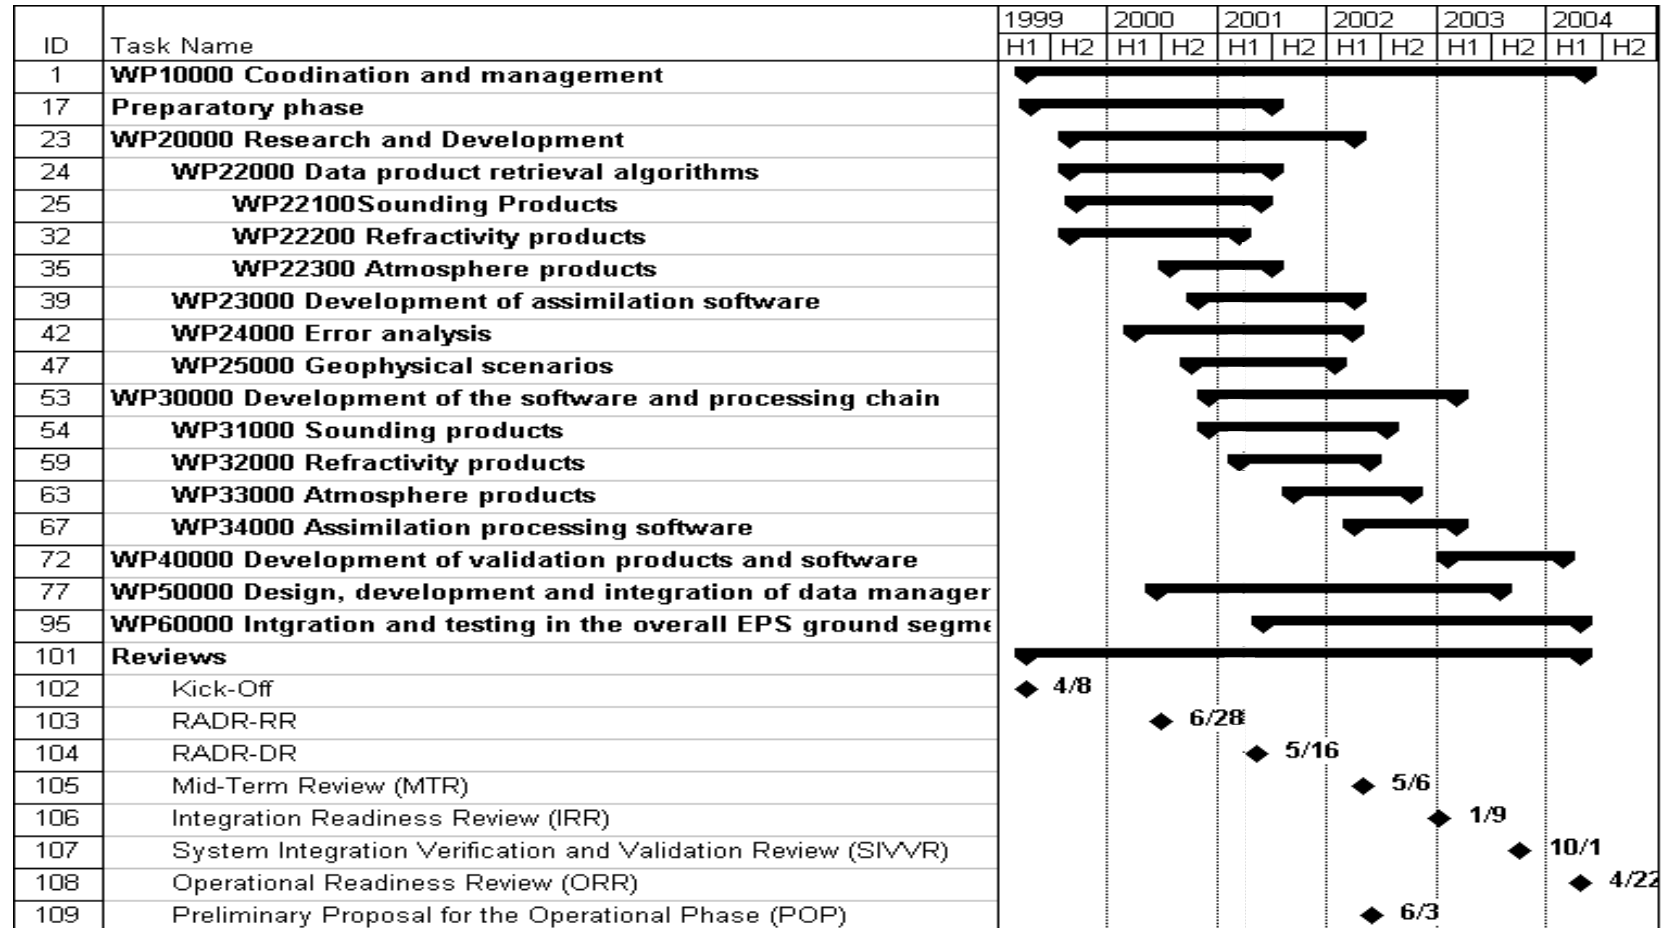 1999 2000 2001 2002 2003 2004
ID Task Name H1 H2 H1 H2 H1 H2 H1 H2 H1 H2 H1 H2
1 WP10000 Coodination and management
17 Preparatory phase
23 WP20000 Research and Development
24 WP22000 Data product retrieval algorithms
25 WP22100Sounding Products
32 WP22200 Refractivity products
35 WP22300 Atmosphere products
39 WP23000 Development of assimilation software
42 WP24000 Error analysis
47 WP25000 Geophysical scenarios
53 WP30000 Development of the software and processing chain
54 WP31000 Sounding products
59 WP32000 Refractivity products
63 WP33000 Atmosphere products
67 WP34000 Assimilation processing software
72 WP40000 Development of validation products and software
77 WP50000 Design, development and integration of data manager
95 WP60000 Intgration and testing in the overall EPS ground segme
101 Reviews
102 Kick-Off 4/8
103 RADR-RR 6/28
104 RADR-DR 5/16
105 Mid-Term Review (MTR) 5/6
106 Integration Readiness Review (IRR) 1/9
107 System Integration Verification and Validation Review (SIVVR) 10/1
108 Operational Readiness Review (ORR) 4/22
109 Preliminary Proposal for the Operational Phase (POP) 6/3